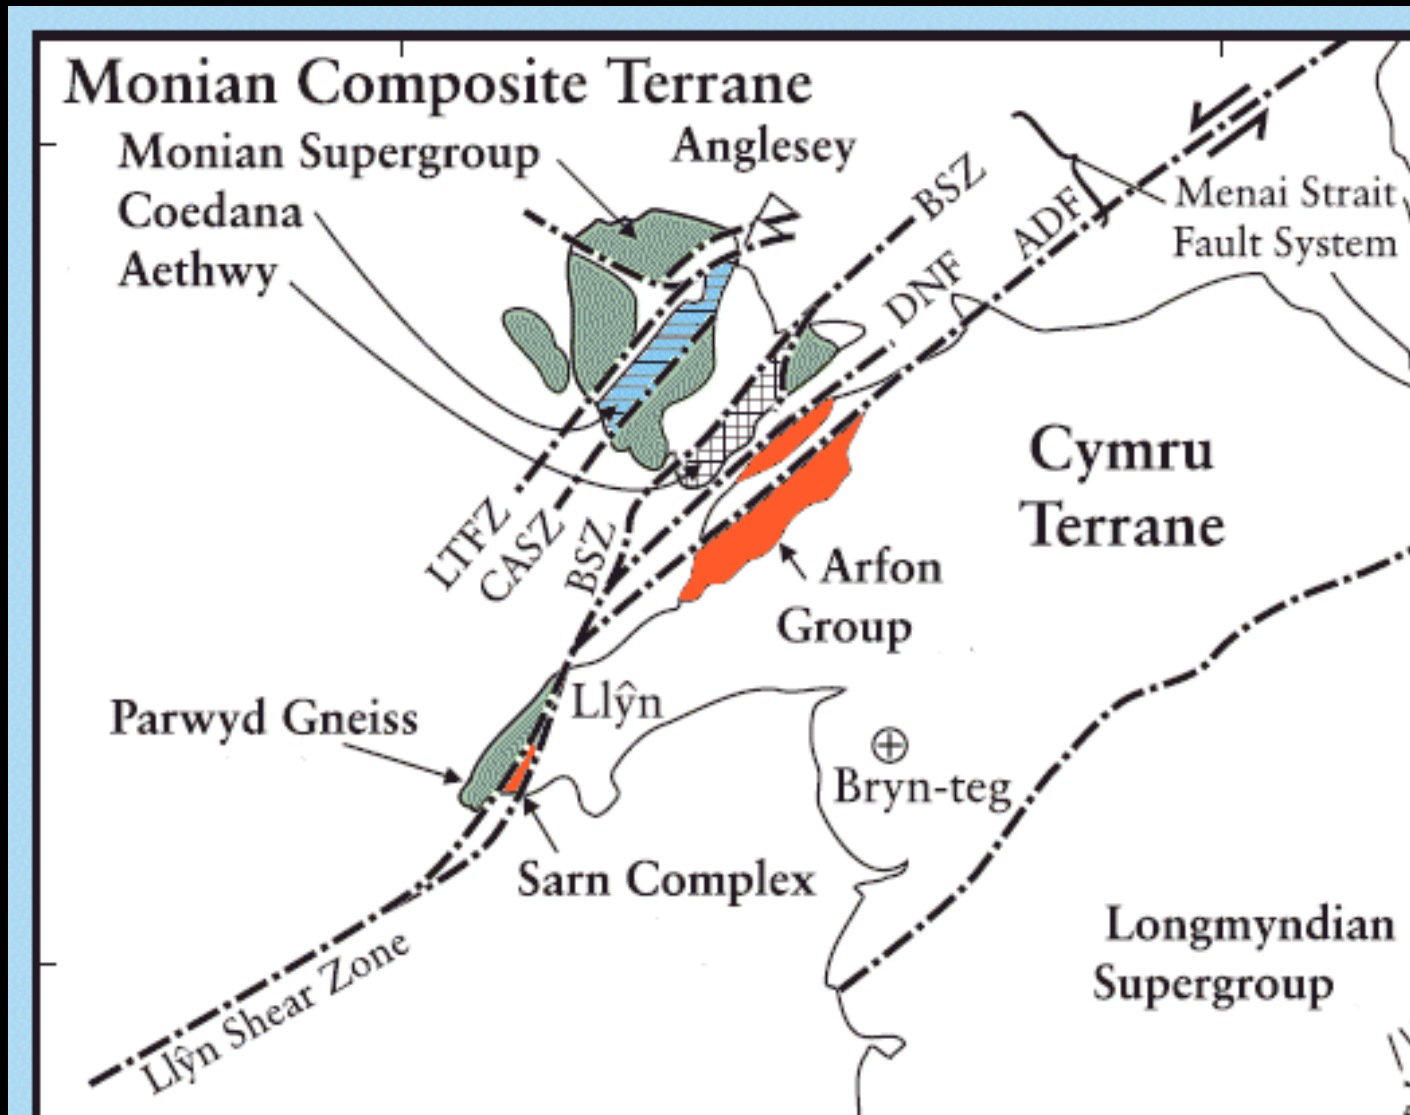 Monian Composite Terrane
Monian Supergroup
Anglesey
Coedana
Aethwy
BSZ
ADF
Menai Strait
Fault System
DNF
LTFZ
CASZ
BSZ
Cymru
Terrane
Arfon
Group
Parwyd Gneiss
Llŷn
Bryn-teg
Sarn Complex
Longmyndian
Supergroup
Llŷn Shear Zone